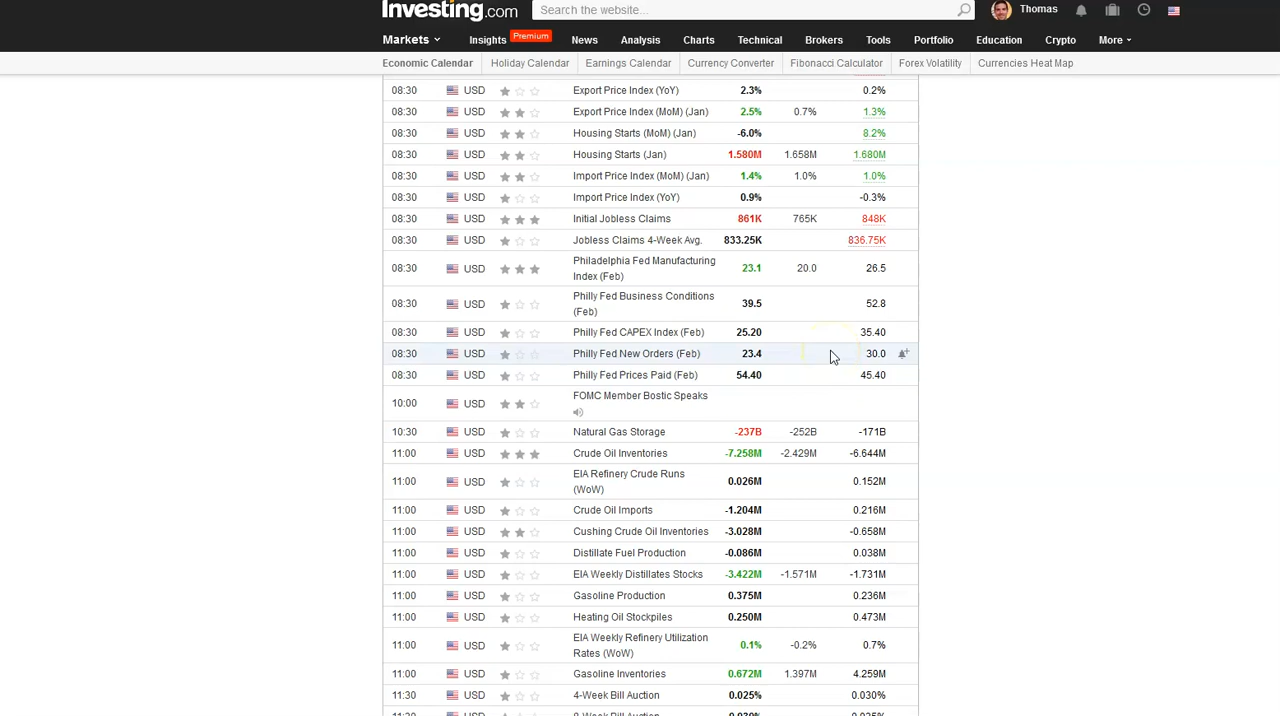 Investing.com Search the website... Thomas
Markets Insights Premium News Analysis Charts Technical Brokers Tools Portfolio Education Crypto More
Economic Calendar Holiday Calendar Earnings Calendar Currency Converter Fibonacci Calculator Forex Volatility Currencies Heat Map
08:30 USD Export Price Index (YoY) 2.3% 0.2%
08:30 USD Export Price Index (MoM) (Jan) 2.5% 0.7% 1.3%
08:30 USD Housing Starts (MoM) (Jan) -6.0% 8.2%
08:30 USD Housing Starts (Jan) 1.580M 1.658M 1.680M
08:30 USD Import Price Index (MoM) (Jan) 1.4% 1.0% 1.0%
08:30 USD Import Price Index (YoY) 0.9% -0.3%
08:30 USD Initial Jobless Claims 861K 765K 848K
08:30 USD Jobless Claims 4-Week Avg. 833.25K 836.75K
08:30 USD Philadelphia Fed Manufacturing
Index (Feb) 23.1 20.0 26.5
08:30 USD Philly Fed Business Conditions
(Feb) 39.5 52.8
08:30 USD Philly Fed CAPEX Index (Feb) 25.20 35.40
08:30 USD Philly Fed New Orders (Feb) 23.4 30.0
08:30 USD Philly Fed Prices Paid (Feb) 54.40 45.40
10:00 USD FOMC Member Bostic Speaks
10:30 USD Natural Gas Storage -237B -252B -171B
11:00 USD Crude Oil Inventories -7.258M -2.429M -6.644M
11:00 USD EIA Refinery Crude Runs
(WoW) 0.026M 0.152M
11:00 USD Crude Oil Imports -1.204M 0.216M
11:00 USD Cushing Crude Oil Inventories -3.028M -0.658M
11:00 USD Distillate Fuel Production -0.086M 0.038M
11:00 USD EIA Weekly Distillates Stocks -3.422M -1.571M -1.731M
11:00 USD Gasoline Production 0.375M 0.236M
11:00 USD Heating Oil Stockpiles 0.250M 0.473M
11:00 USD EIA Weekly Refinery Utilization
Rates (WoW) 0.1% -0.2% 0.7%
11:00 USD Gasoline Inventories 0.672M 1.397M 4.259M
11:30 USD 4-Week Bill Auction 0.025% 0.030%